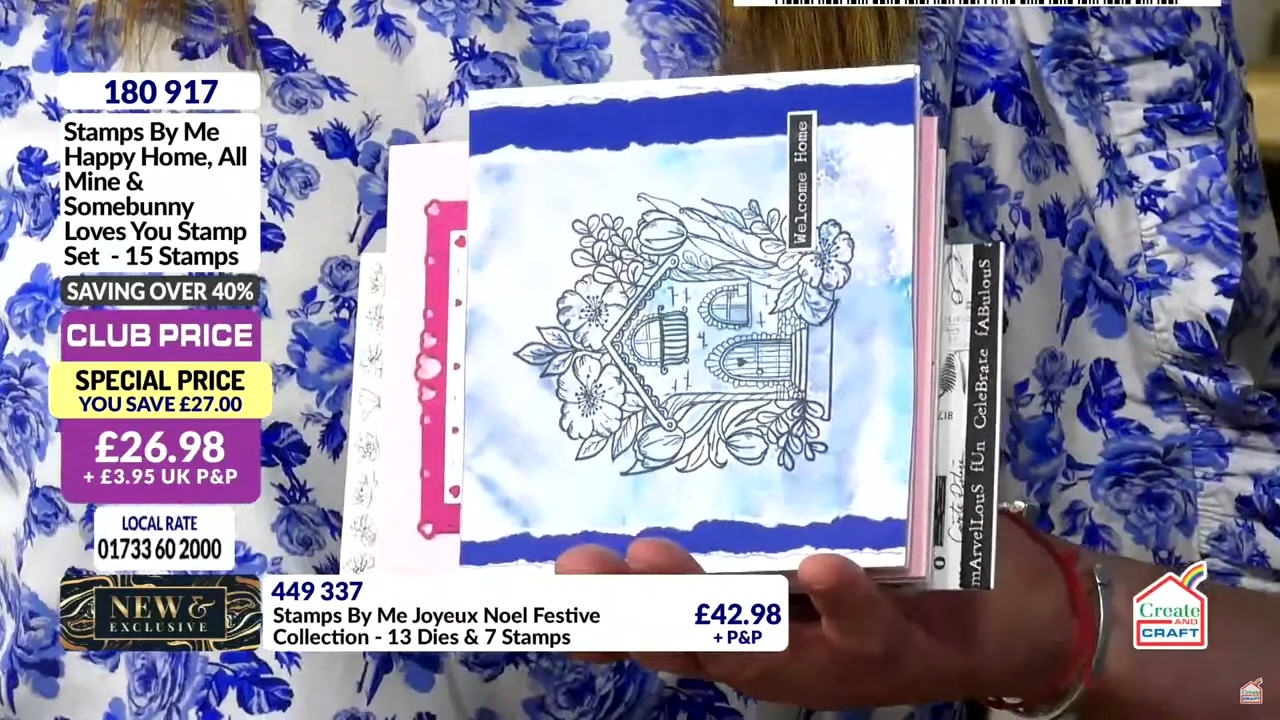 180 917
Stamps By Me
Happy Home, All
Mine &
Somebunny
Loves You Stamp
Set - 15 Stamps
SAVING OVER 40%
CLUB PRICE
SPECIAL PRICE
YOU SAVE £27.00
£26.98
+ £3.95 UK P&P
LOCAL RATE
01733 60 2000
NEW &
EXCLUSIVE
449 337
Stamps By Me Joyeux Noel Festive
Collection - 13 Dies & 7 Stamps
£42.98
+ P&P
Welcome Home
mArvelLouS fUn CeleBrate fABulouS
Create
AND
CRAFT
Create
CRAFT